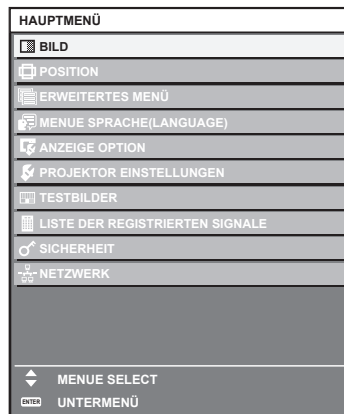 HAUPTMENÜ
BILD
POSITION
ERWEITERTES MENÜ
MENUE SPRACHE(LANGUAGE)
ANZEIGE OPTION
PROJEKTOR EINSTELLUNGEN
TESTBILDER
LISTE DER REGISTRIERTEN SIGNALE
SICHERHEIT
NETZWERK
MENUE SELECT
ENTER UNTERMENÜ